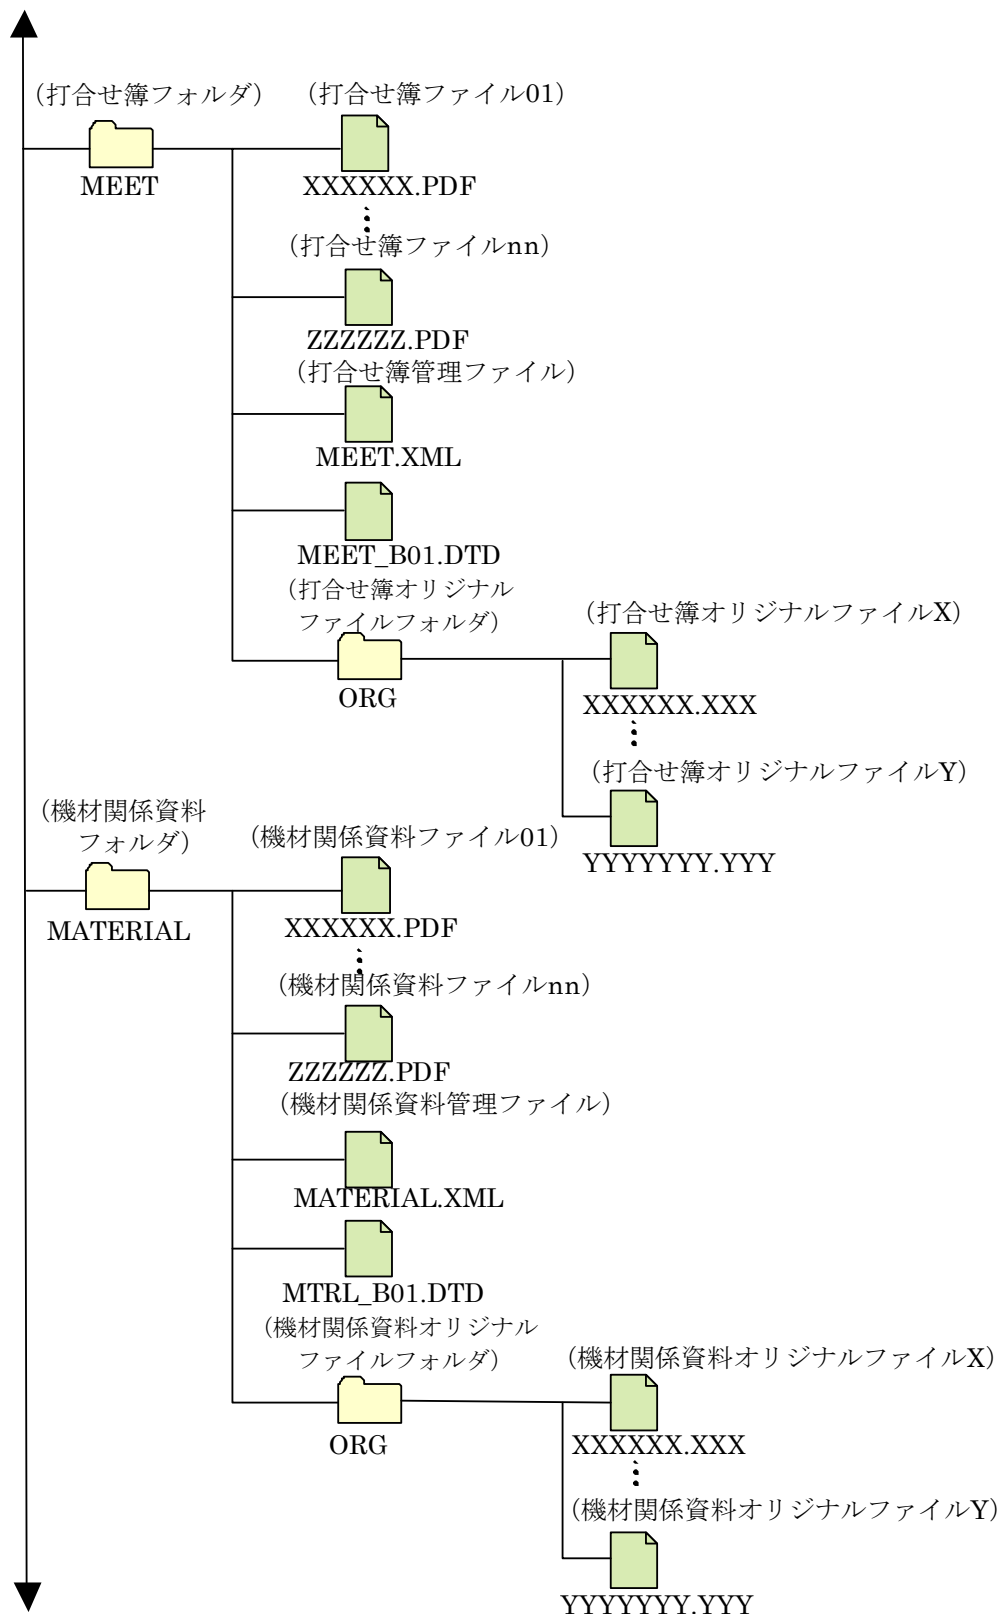 （打合せ簿フォルダ）
（打合せ簿ファイル01）
MEET
XXXXXX.PDF
（打合せ簿ファイルnn）
ZZZZZZ.PDF
（打合せ簿管理ファイル）
MEET.XML
MEET_B01.DTD
（打合せ簿オリジナル
ファイルフォルダ）
ORG
（打合せ簿オリジナルファイルX）
XXXXXX.XXX
（打合せ簿オリジナルファイルY）
YYYYYYY.YYY
（機材関係資料
フォルダ）
MATERIAL
（機材関係資料ファイル01）
XXXXXX.PDF
（機材関係資料ファイルnn）
ZZZZZZ.PDF
（機材関係資料管理ファイル）
MATERIAL.XML
MTRL_B01.DTD
（機材関係資料オリジナル
ファイルフォルダ）
ORG
（機材関係資料オリジナルファイルX）
XXXXXX.XXX
（機材関係資料オリジナルファイルY）
YYYYYYY.YYY